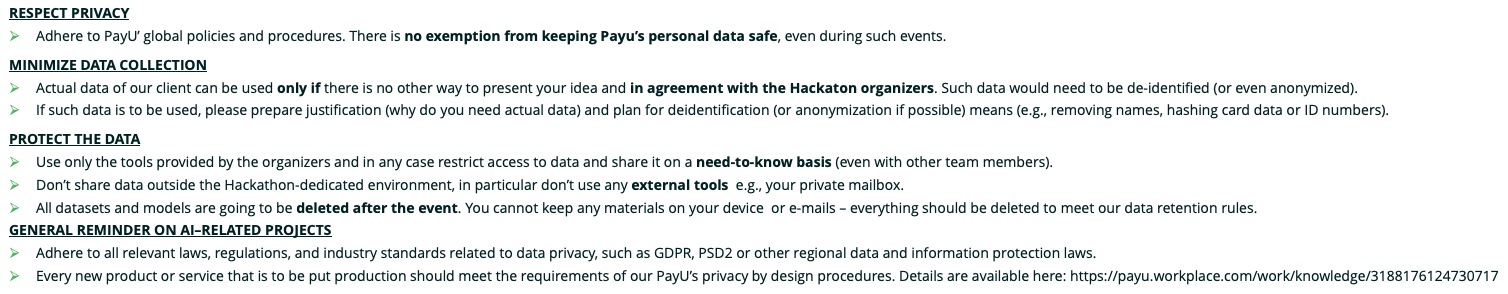 RESPECT PRIVACY
➢ Adhere to PayU’ global policies and procedures. There is no exemption from keeping Payu’s personal data safe, even during such events.
MINIMIZE DATA COLLECTION
➢ Actual data of our client can be used only if there is no other way to present your idea and in agreement with the Hackaton organizers. Such data would need to be de-identified (or even anonymized).
➢ If such data is to be used, please prepare justification (why do you need actual data) and plan for deidentification (or anonymization if possible) means (e.g., removing names, hashing card data or ID numbers).
PROTECT THE DATA
➢ Use only the tools provided by the organizers and in any case restrict access to data and share it on a need-to-know basis (even with other team members).
➢ Don’t share data outside the Hackathon-dedicated environment, in particular don’t use any external tools e.g., your private mailbox.
➢ All datasets and models are going to be deleted after the event. You cannot keep any materials on your device or e-mails – everything should be deleted to meet our data retention rules.
GENERAL REMINDER ON AI–RELATED PROJECTS
➢ Adhere to all relevant laws, regulations, and industry standards related to data privacy, such as GDPR, PSD2 or other regional data and information protection laws.
➢ Every new product or service that is to be put production should meet the requirements of our PayU’s privacy by design procedures. Details are available here: https://payu.workplace.com/work/knowledge/3188176124730717